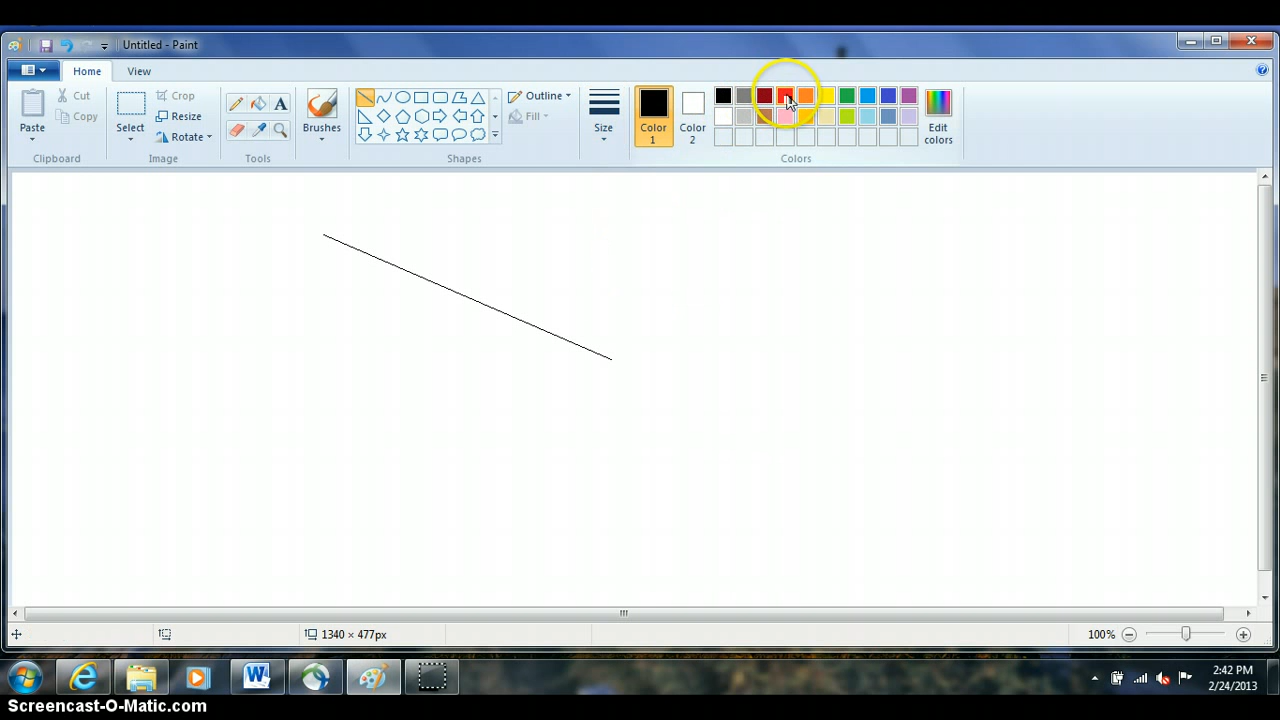 Untitled - Paint
Home View
Cut
Copy
Paste
Clipboard
Select
Crop
Resize
Rotate
Image
A
Tools
Brushes
Outline
Fill
Shapes
Size
Color
1
Color
2
Edit
colors
Colors
1340 × 477px
100%
W
2:42 PM
2/24/2013
Screencast-O-Matic.com